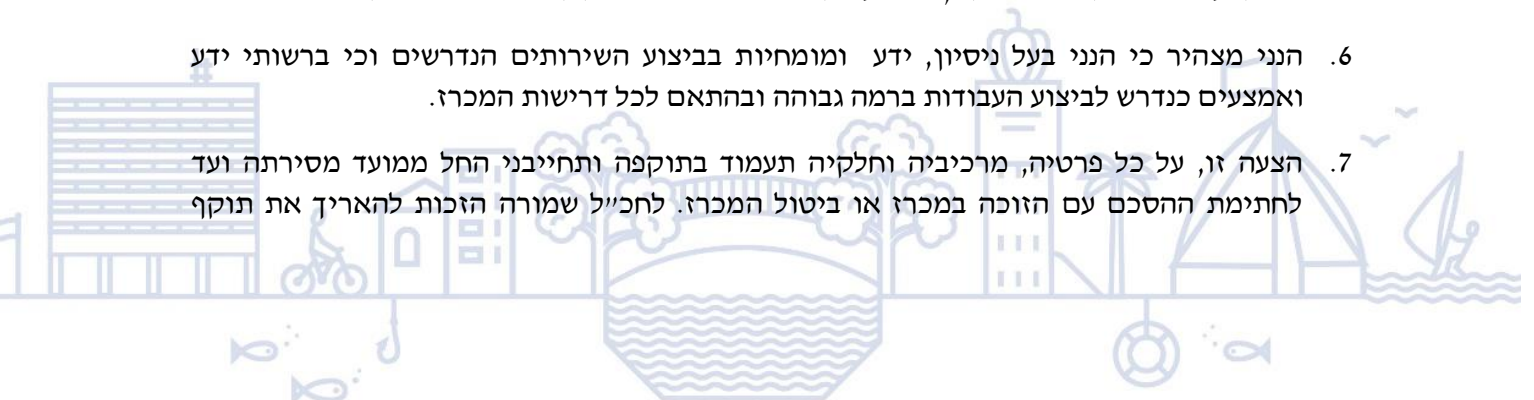 6. הנני מצהיר כי הנני בעל ניסיון, ידע ומומחיות בביצוע השירותים הנדרשים וכי ברשותי ידע
ואמצעים כנדרש לביצוע העבודות ברמה גבוהה ובהתאם לכל דרישות המכרז.
7. הצעה זו, על כל פרטיה, מרכיביה וחלקיה תעמוד בתוקפה ותחייבני החל ממועד מסירתה ועד
לחתימת ההסכם עם הזוכה במכרז או ביטול המכרז. לחכ״ל שמורה הזכות להאריך את תוקף